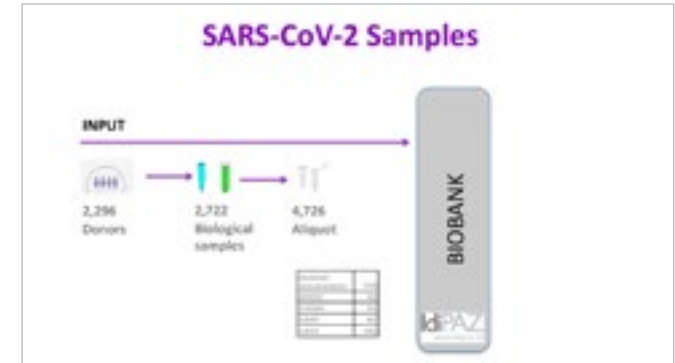 SARS-CoV-2 Samples
INPUT
2,296
Donors
2,722
Biological
samples
4,726
Aliquot
BIOBANK
IdiPAZ